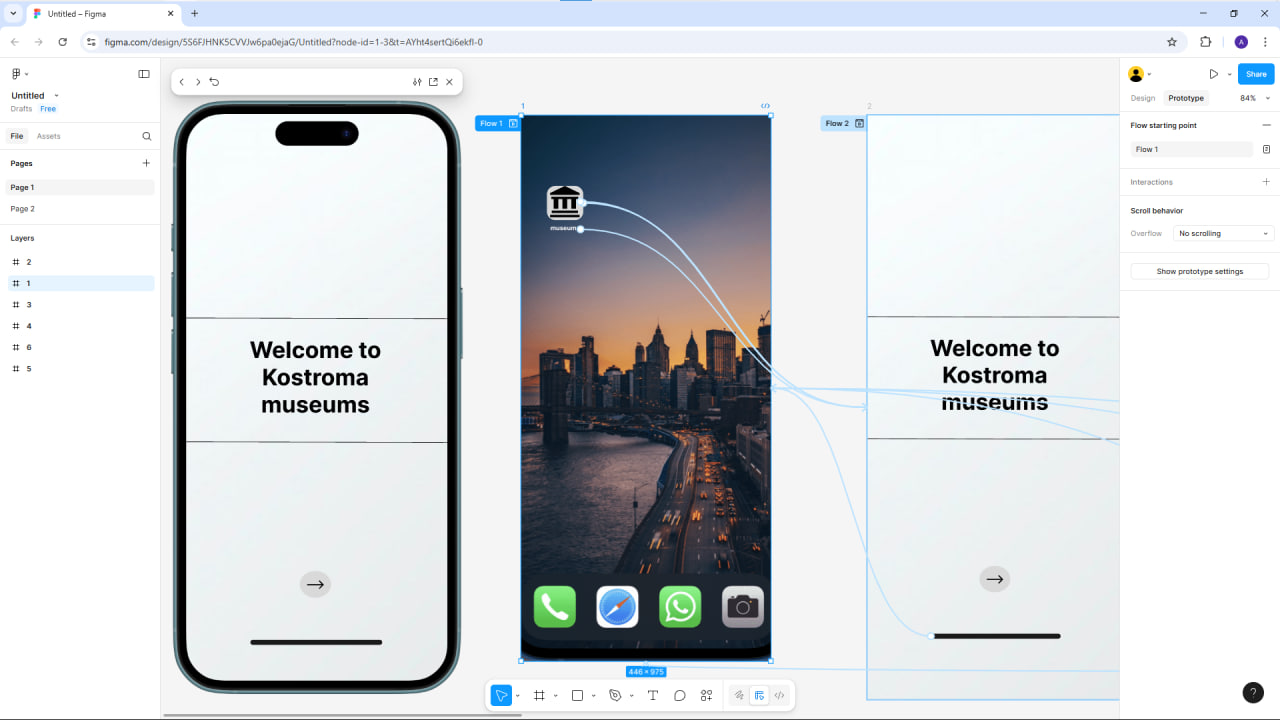 Untitled – Figma
figma.com/design/5S6FJHNK5CVVJw6pa0ejaG/Untitled?node-id=1-3&t=AYht4sertQi6ekfl-0
A
Untitled
Drafts
Free
File
Assets
Pages
Page 1
Page 2
Layers
2
1
3
4
6
5
Welcome to
Kostroma
museums
1
Flow 1
museum
446 × 975
2
Flow 2
Welcome to
Kostroma
museums
Share
Design
Prototype
84%
Flow starting point
Flow 1
Interactions
Scroll behavior
Overflow
No scrolling
Show prototype settings
?